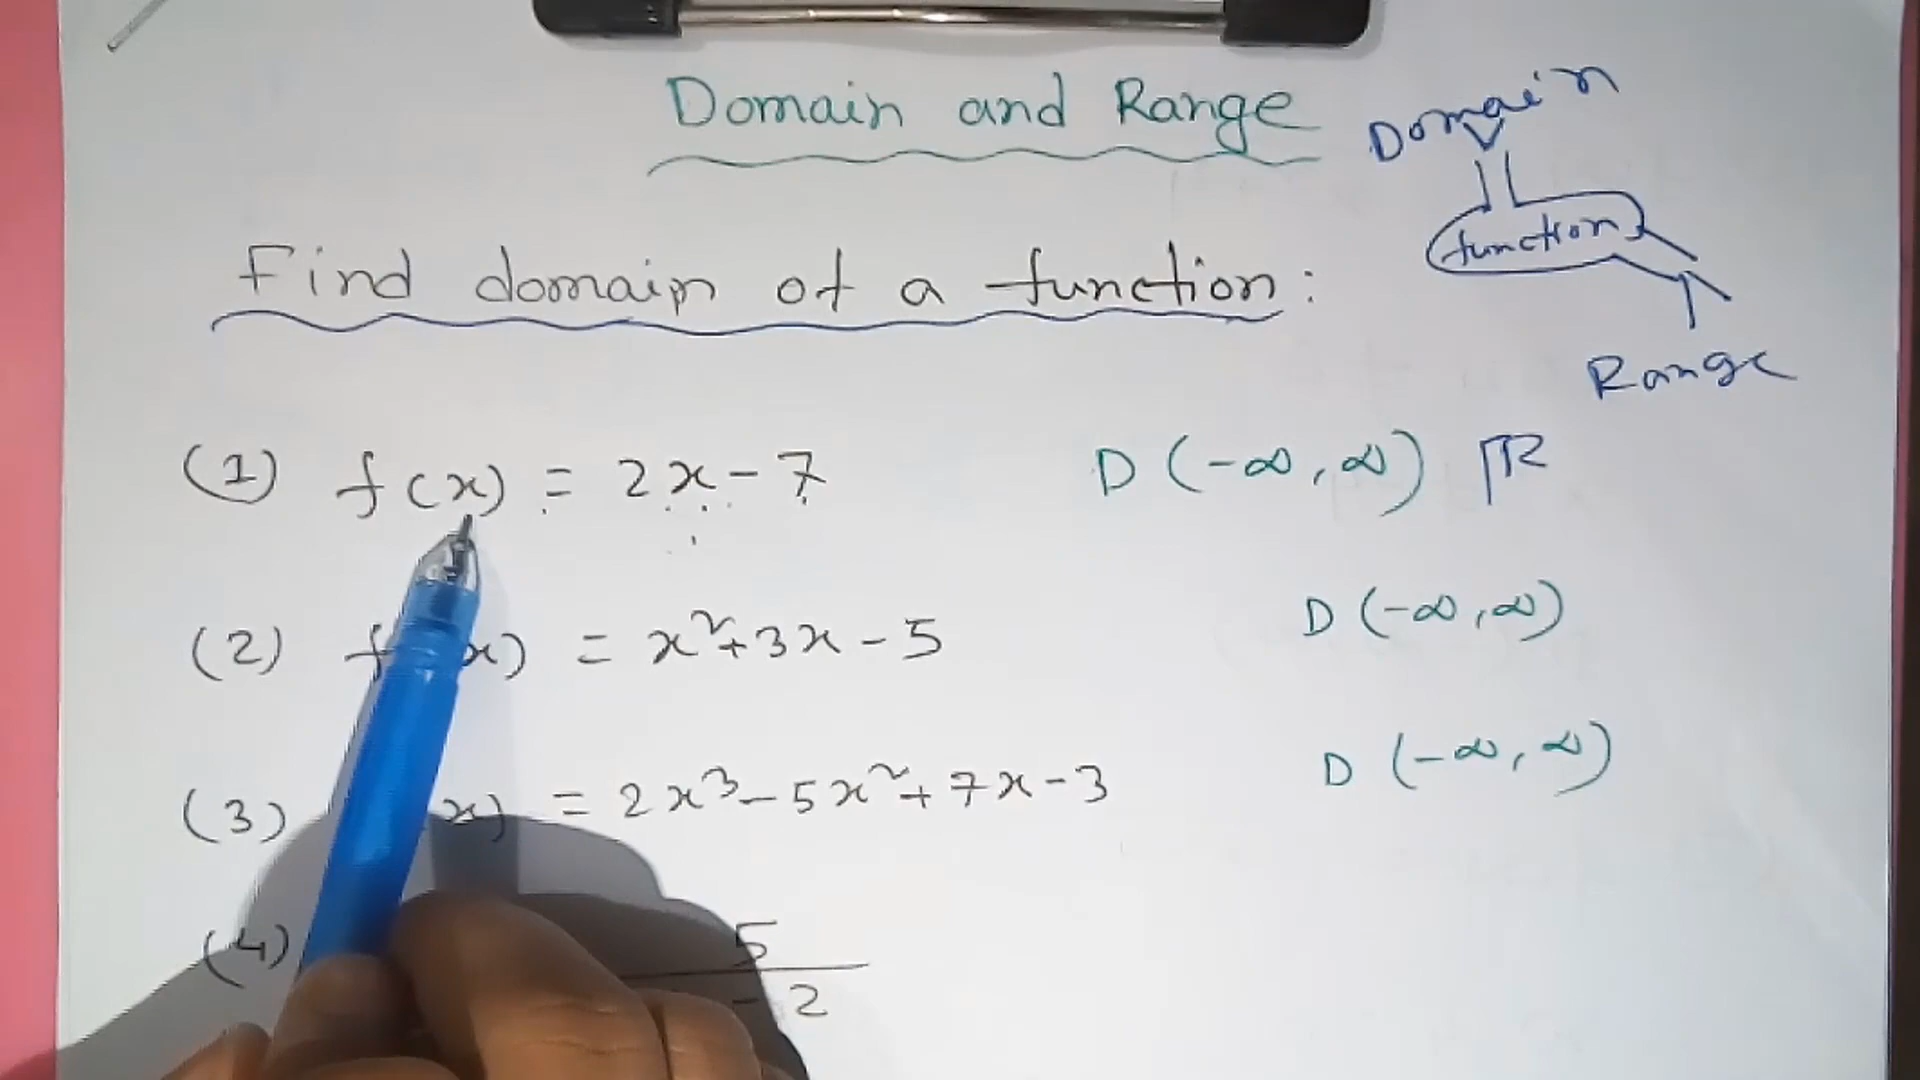 Domain and Range
Domain
function
Range
Find domain of a function:
(1) f(x) = 2x-7 D (-∞, ∞) ℝ
(2) f x) = x²+3x-5 D (-∞, ∞)
(3) x) = 2x³-5x²+7x-3 D (-∞, ∞)
(4) 5
- 2